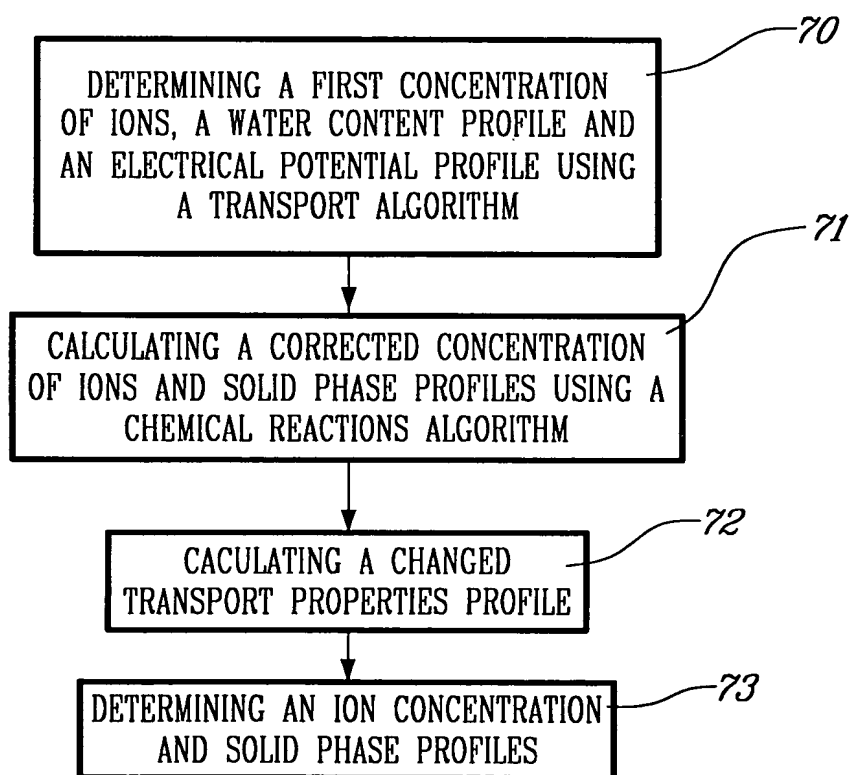 70
DETERMINING A FIRST CONCENTRATION
OF IONS, A WATER CONTENT PROFILE AND
AN ELECTRICAL POTENTIAL PROFILE USING
A TRANSPORT ALGORITHM
71
CALCULATING A CORRECTED CONCENTRATION
OF IONS AND SOLID PHASE PROFILES USING A
CHEMICAL REACTIONS ALGORITHM
72
CACULATING A CHANGED
TRANSPORT PROPERTIES PROFILE
73
DETERMINING AN ION CONCENTRATION
AND SOLID PHASE PROFILES